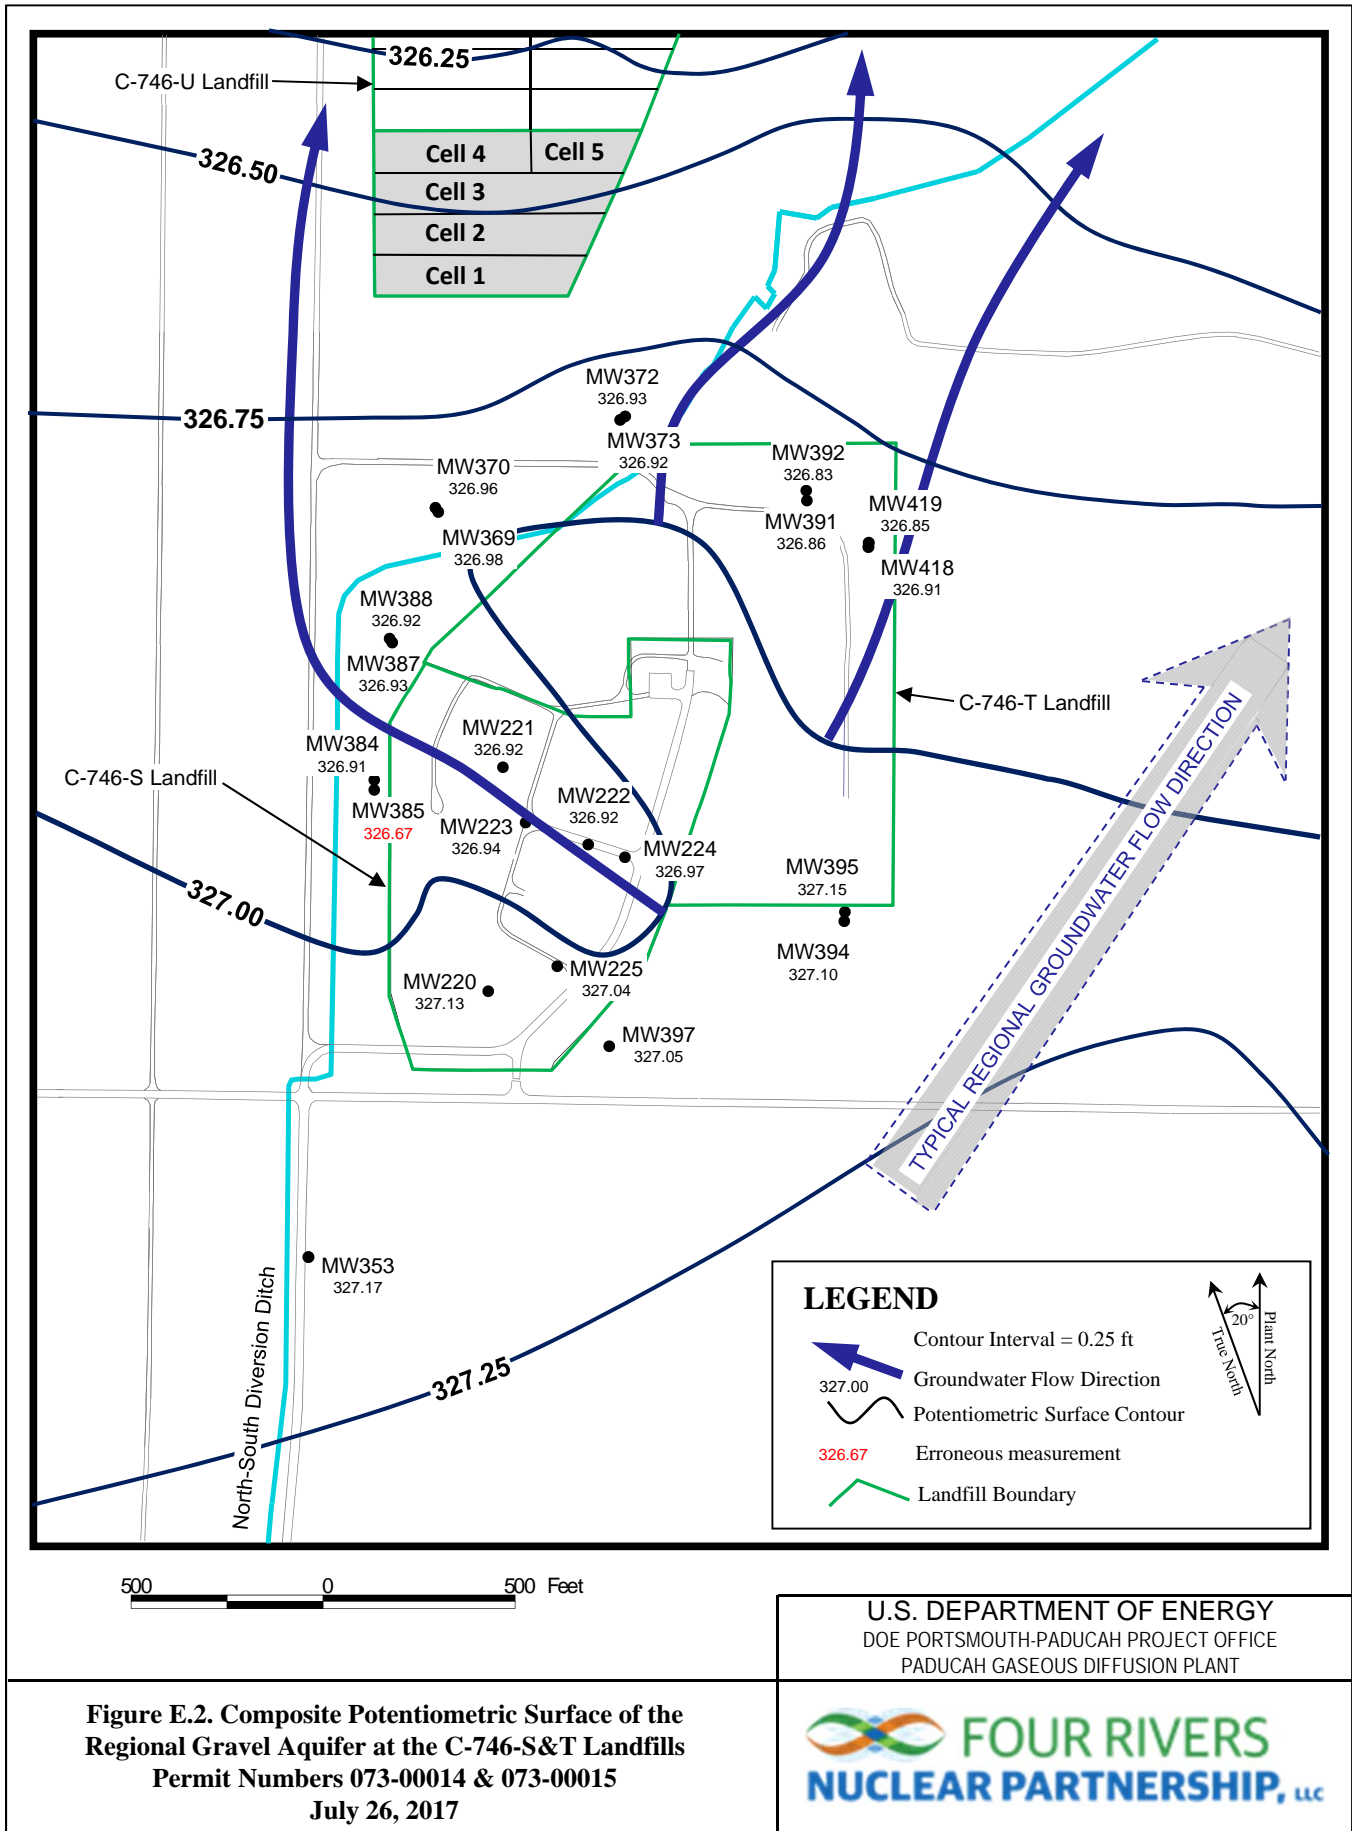 326.25
C-746-U Landfill
Cell 4
Cell 5
326.50
Cell 3
Cell 2
Cell 1
MW372
326.93
326.75
MW373
326.92
MW392
326.83
MW370
326.96
MW419
326.85
MW391
326.86
MW369
326.98
MW418
326.91
MW388
326.92
MW387
326.93
C-746-T Landfill
MW221
326.92
MW384
326.91
C-746-S Landfill
MW385
326.67
MW222
326.92
MW223
326.94
MW224
326.97
MW395
327.15
327.00
MW394
327.10
MW225
327.04
MW220
327.13
MW397
327.05
TYPICAL REGIONAL GROUNDWATER FLOW DIRECTION
MW353
327.17
North-South Diversion Ditch
327.25
LEGEND
Contour Interval = 0.25 ft
Groundwater Flow Direction
327.00
Potentiometric Surface Contour
326.67 Erroneous measurement
Landfill Boundary
20°
True North
Plant North
500 0 500 Feet
U.S. DEPARTMENT OF ENERGY
DOE PORTSMOUTH-PADUCAH PROJECT OFFICE
PADUCAH GASEOUS DIFFUSION PLANT
Figure E.2. Composite Potentiometric Surface of the
Regional Gravel Aquifer at the C-746-S&T Landfills
Permit Numbers 073-00014 & 073-00015
July 26, 2017
FOUR RIVERS
NUCLEAR PARTNERSHIP, LLC